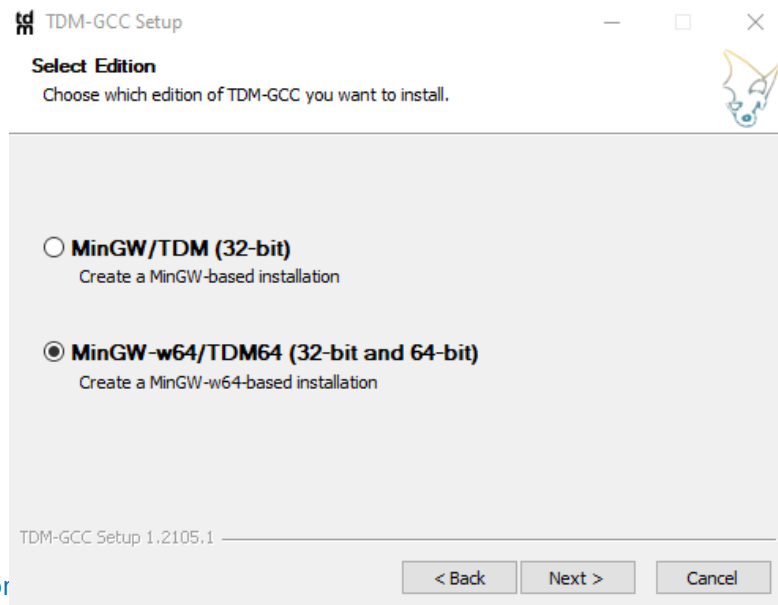 tdm TDM-GCC Setup
Select Edition
Choose which edition of TDM-GCC you want to install.
MinGW/TDM (32-bit)
Create a MinGW-based installation
MinGW-w64/TDM64 (32-bit and 64-bit)
Create a MinGW-w64-based installation
TDM-GCC Setup 1.2105.1
< Back Next > Cancel